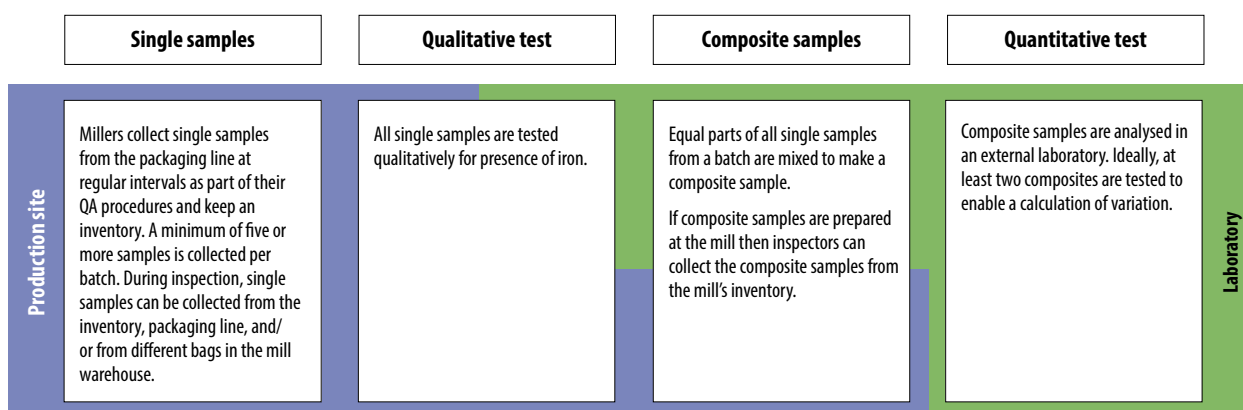 Single samples
Qualitative test
Composite samples
Quantitative test
Production site
Millers collect single samples
from the packaging line at
regular intervals as part of their
QA procedures and keep an
inventory. A minimum of five or
more samples is collected per
batch. During inspection, single
samples can be collected from the
inventory, packaging line, and/
or from different bags in the mill
warehouse.
All single samples are tested
qualitatively for presence of iron.
Equal parts of all single samples
from a batch are mixed to make a
composite sample.
If composite samples are prepared
at the mill then inspectors can
collect the composite samples from
the mill’s inventory.
Composite samples are analysed in
an external laboratory. Ideally, at
least two composites are tested to
enable a calculation of variation.
Laboratory